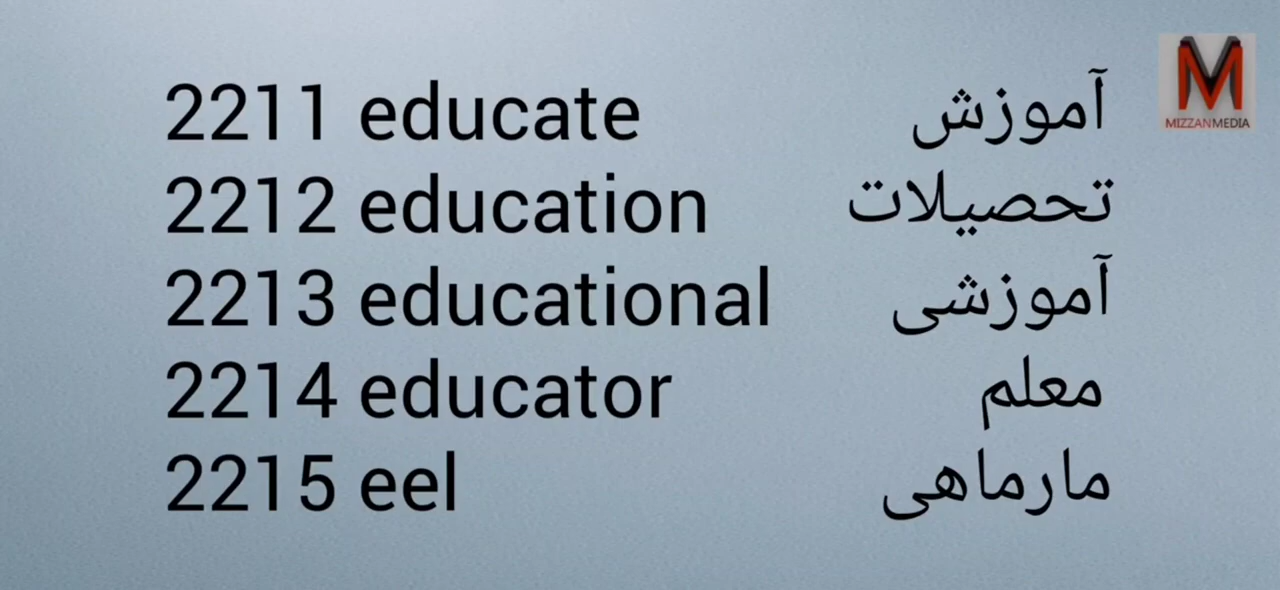 2211 educate آموزش
2212 education تحصیلات
2213 educational آموزشی
2214 educator معلم
2215 eel مارماهی
MIZZANMEDIA